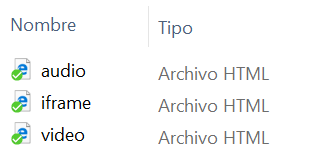 Nombre Tipo
audio Archivo HTML
iframe Archivo HTML
video Archivo HTML